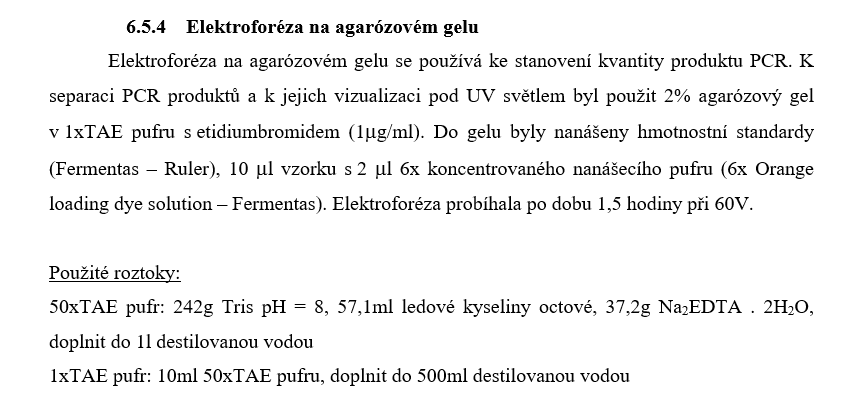 6.5.4 Elektroforéza na agarózovém gelu
Elektroforéza na agarózovém gelu se používá ke stanovení kvantity produktu PCR. K
separaci PCR produktů a k jejich vizualizaci pod UV světlem byl použit 2% agarózový gel
v 1xTAE pufru s etidiumbromidem (1μg/ml). Do gelu byly nanášeny hmotnostní standardy
(Fermentas – Ruler), 10 μl vzorku s 2 μl 6x koncentrovaného nanášecího pufru (6x Orange
loading dye solution – Fermentas). Elektroforéza probíhala po dobu 1,5 hodiny při 60V.
Použité roztoky:
50xTAE pufr: 242g Tris pH = 8, 57,1ml ledové kyseliny octové, 37,2g Na₂EDTA . 2H₂O,
doplnit do 1l destilovanou vodou
1xTAE pufr: 10ml 50xTAE pufru, doplnit do 500ml destilovanou vodou